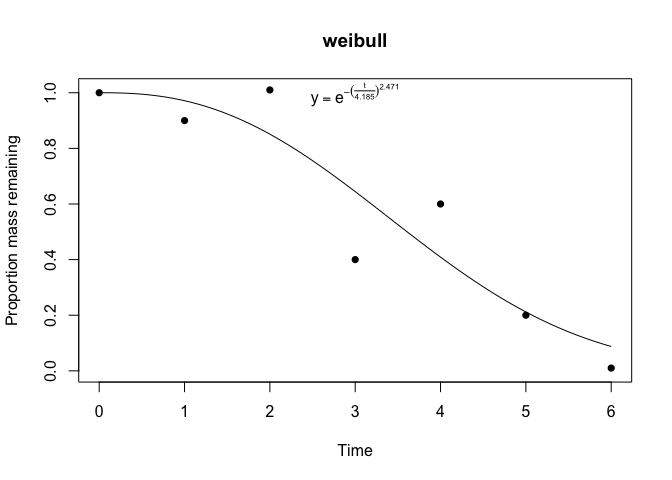 weibull
y = e^{-(\frac{t}{4.185})^{2.471}}
Proportion mass remaining
1.0
0.8
0.6
0.4
0.2
0.0
0 1 2 3 4 5 6
Time